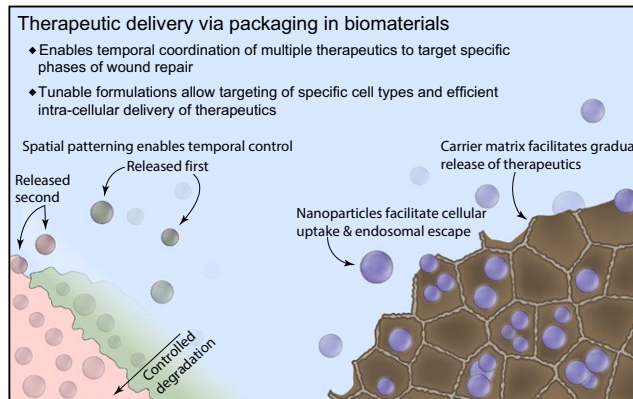 Therapeutic delivery via packaging in biomaterials
◆ Enables temporal coordination of multiple therapeutics to target specific
phases of wound repair
◆ Tunable formulations allow targeting of specific cell types and efficient
intra-cellular delivery of therapeutics
Spatial patterning enables temporal control
Released first
Released
second
Carrier matrix facilitates gradual
release of therapeutics
Nanoparticles facilitate cellular
uptake & endosomal escape
Controlled
degradation